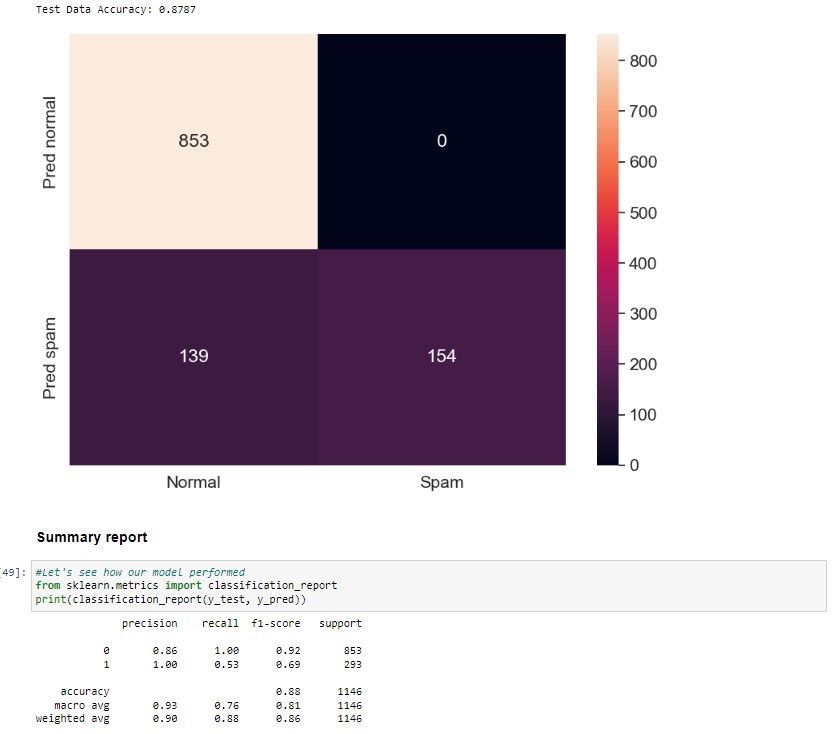 Test Data Accuracy: 0.8787
800
Pred normal
853
0
700
600
500
400
Pred spam
139
154
300
200
100
0
Normal
Spam
Summary report
49]:
#Let's see how our model performed
from sklearn.metrics import classification_report
print(classification_report(y_test, y_pred))
precision recall f1-score support
0 0.86 1.00 0.92 853
1 1.00 0.53 0.69 293
accuracy 0.88 1146
macro avg 0.93 0.76 0.81 1146
weighted avg 0.90 0.88 0.86 1146